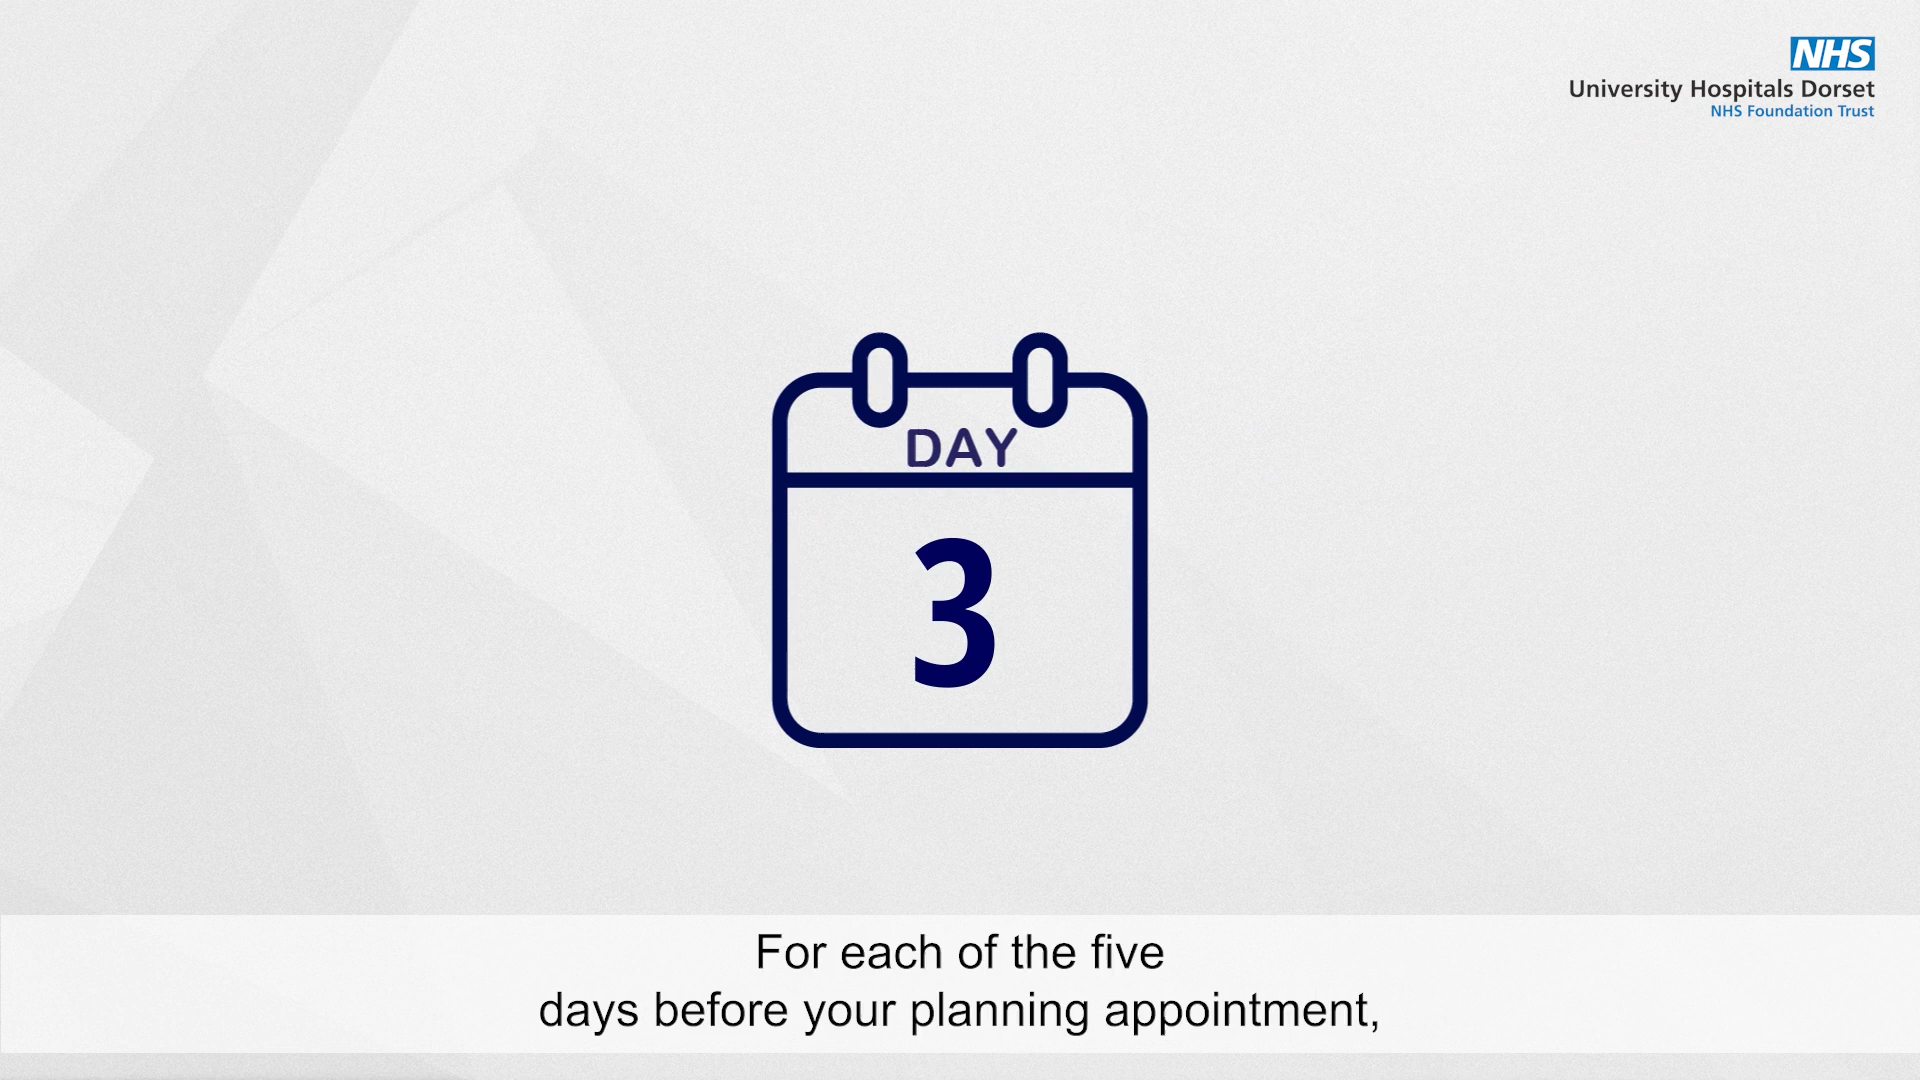 NHS
University Hospitals Dorset
NHS Foundation Trust
DAY
3
For each of the five
days before your planning appointment,